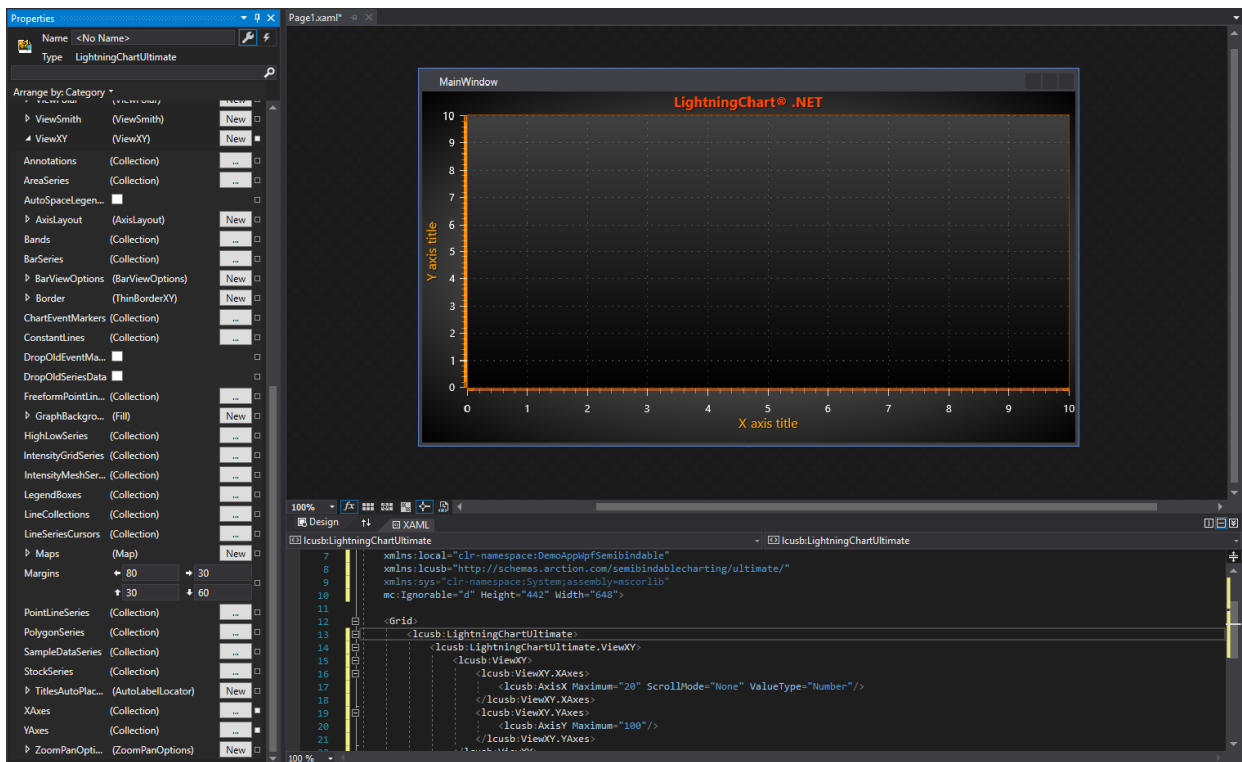 Properties
Name <No Name>
Type LightningChartUltimate
Arrange by: Category
ViewPolar (ViewPolar) New
ViewSmith (ViewSmith) New
ViewXY (ViewXY) New
Annotations (Collection) ...
AreaSeries (Collection) ...
AutoSpaceLegen...
AxisLayout (AxisLayout) New
Bands (Collection) ...
BarSeries (Collection) ...
BarViewOptions (BarViewOptions) New
Border (ThinBorderXY) New
ChartEventMarkers (Collection) ...
ConstantLines (Collection) ...
DropOldEventMa...
DropOldSeriesData
FreeformPointLin... (Collection) ...
GraphBackgro... (Fill) New
HighLowSeries (Collection) ...
IntensityGridSeries (Collection) ...
IntensityMeshSer... (Collection) ...
LegendBoxes (Collection) ...
LineCollections (Collection) ...
LineSeriesCursors (Collection) ...
Maps (Map) New
Margins 80 30
30 60
PointLineSeries (Collection) ...
PolygonSeries (Collection) ...
SampleDataSeries (Collection) ...
StockSeries (Collection) ...
TitlesAutoPlac... (AutoLabelLocator) New
XAxes (Collection) ...
YAxes (Collection) ...
ZoomPanOpti... (ZoomPanOptions) New
Page1.xaml*
MainWindow
LightningChart® .NET
10
9
8
7
6
5
4
3
2
1
0
Y axis title
0 1 2 3 4 5 6 7 8 9 10
X axis title
100% fx
Design XAML
lcusb:LightningChartUltimate lcusb:LightningChartUltimate
7 xmlns:local="clr-namespace:DemoAppWpfSemibindable"
8 xmlns:lcusb="http://schemas.arction.com/semibindablecharting/ultimate/"
9 xmlns:sys="clr-namespace:System;assembly=mscorlib"
10 mc:Ignorable="d" Height="442" Width="648">
11
12 <Grid>
13 <lcusb:LightningChartUltimate>
14 <lcusb:LightningChartUltimate.ViewXY>
15 <lcusb:ViewXY>
16 <lcusb:ViewXY.XAxes>
17 <lcusb:AxisX Maximum="20" ScrollMode="None" ValueType="Number"/>
18 </lcusb:ViewXY.XAxes>
19 <lcusb:ViewXY.YAxes>
20 <lcusb:AxisY Maximum="100"/>
21 </lcusb:ViewXY.YAxes>
22 </lcusb:ViewXY>
100 %